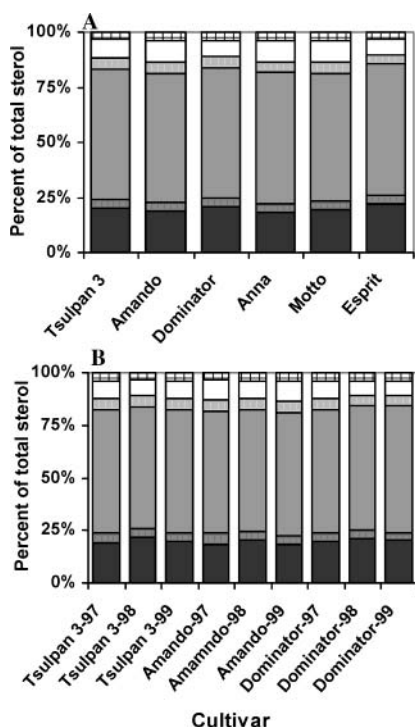 A
Percent of total sterol
100%
75%
50%
25%
0%
Tsulpan 3
Amando
Dominator
Anna
Motto
Esprit
B
Percent of total sterol
100%
75%
50%
25%
0%
Tsulpan 3-97
Tsulpan 3-98
Tsulpan 3-99
Amando-97
Amamndo-98
Amando-99
Dominator-97
Dominator-98
Dominator-99
Cultivar